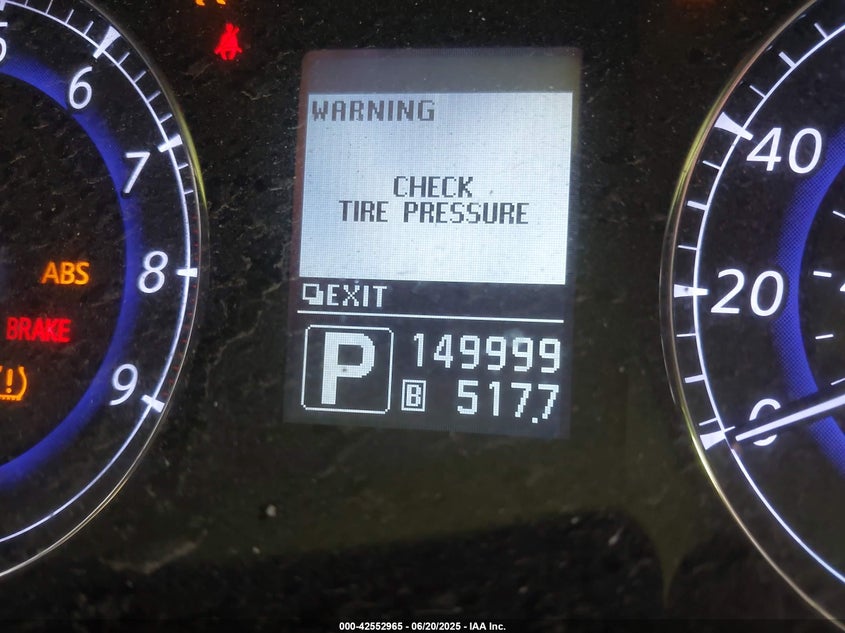 6
7
8
9
ABS
BRAKE
WARNING
CHECK
TIRE PRESSURE
EXIT
P 149999
B 517.7
40
20
0
000-42552965 - 06/20/2025 - IAA Inc.